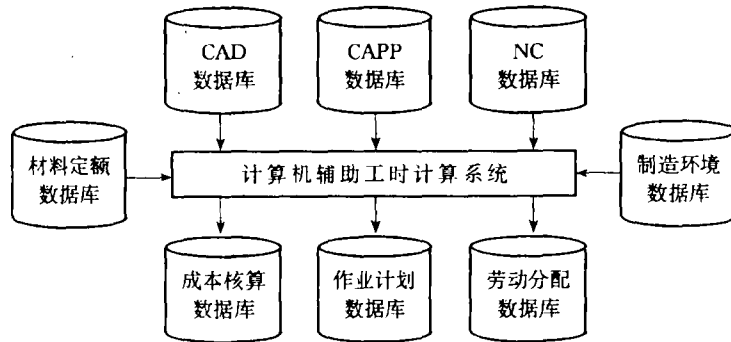 CAD
数据库
CAPP
数据库
NC
数据库
材料定额
数据库
计算机辅助工时计算系统
制造环境
数据库
成本核算
数据库
作业计划
数据库
劳动分配
数据库